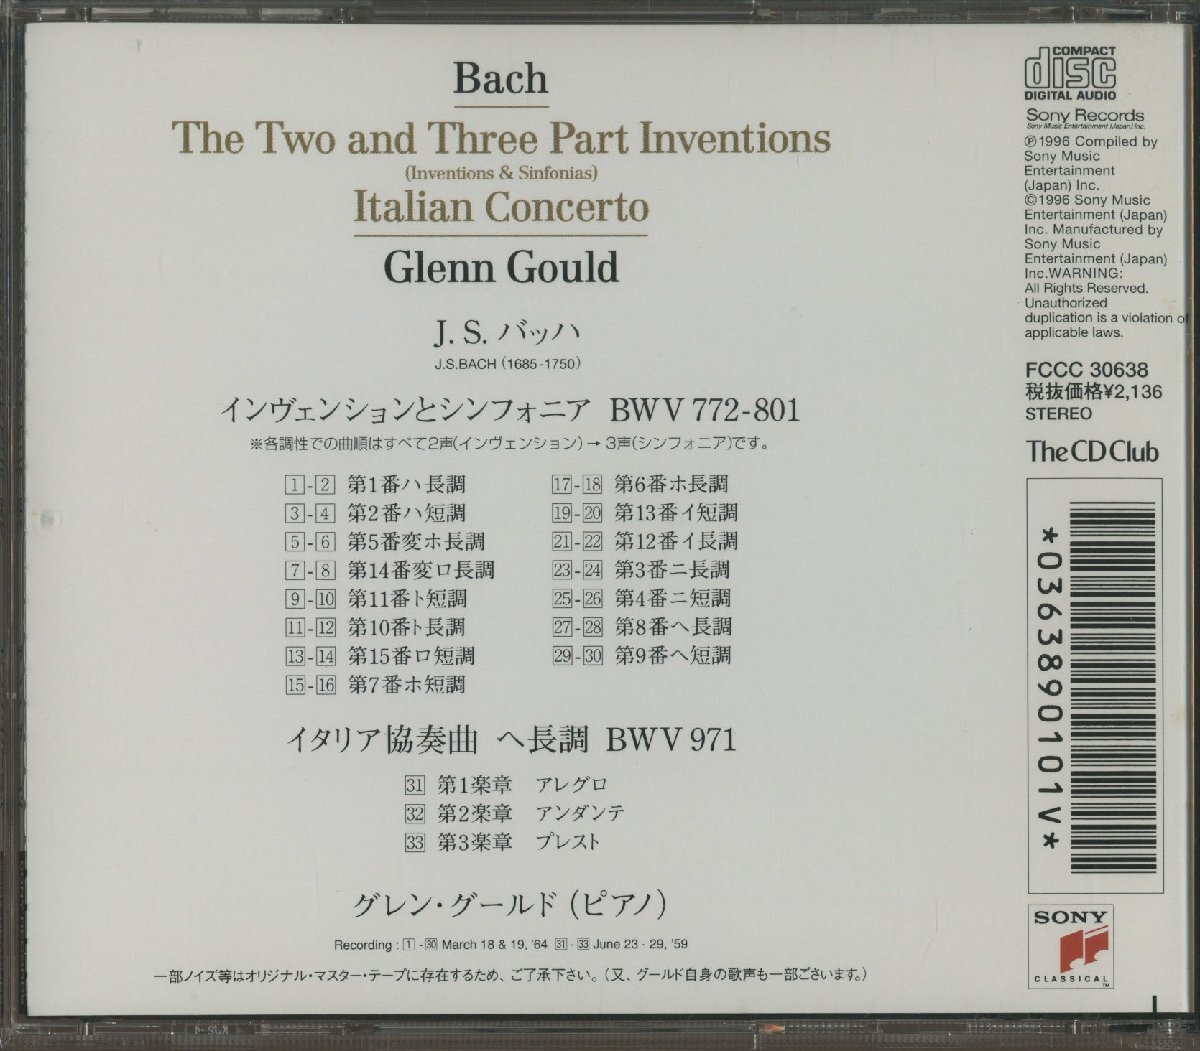 Bach
The Two and Three Part Inventions
(Inventions & Sinfonias)
Italian Concerto
Glenn Gould
J. S. バッハ
J.S.BACH (1685-1750)
インヴェンションとシンフォニア BWV 772-801
※各調性での曲順はすべて2声(インヴェンション)→3声(シンフォニア)です。
1-2 第1番ハ長調
3-4 第2番ハ短調
5-6 第5番変ホ長調
7-8 第14番変ロ長調
9-10 第11番ト短調
11-12 第10番ト長調
13-14 第15番ロ短調
15-16 第7番ホ短調
17-18 第6番ホ長調
19-20 第13番イ短調
21-22 第12番イ長調
23-24 第3番ニ長調
25-26 第4番ニ短調
27-28 第8番ヘ長調
29-30 第9番ヘ短調
イタリア協奏曲 ヘ長調 BWV 971
31 第1楽章 アレグロ
32 第2楽章 アンダンテ
33 第3楽章 プレスト
グレン・グールド (ピアノ)
Recording : 1 -30 March 18 & 19, '64 31 - 33 June 23 - 29, '59
一部ノイズ等はオリジナル・マスター・テープに存在するため、ご了承下さい。(又、グールド自身の歌声も一部ございます。)
COMPACT
disc
DIGITAL AUDIO
Sony Records
Sony Music Entertainment (Japan) Inc.
℗1996 Compiled by
Sony Music
Entertainment
(Japan) Inc.
©1996 Sony Music
Entertainment (Japan)
Inc. Manufactured by
Sony Music
Entertainment (Japan)
Inc.WARNING:
All Rights Reserved.
Unauthorized
duplication is a violation of
applicable laws.
FCCC 30638
税抜価格¥2,136
STEREO
The CD Club
*0363890101V*
SONY
CLASSICAL
TM